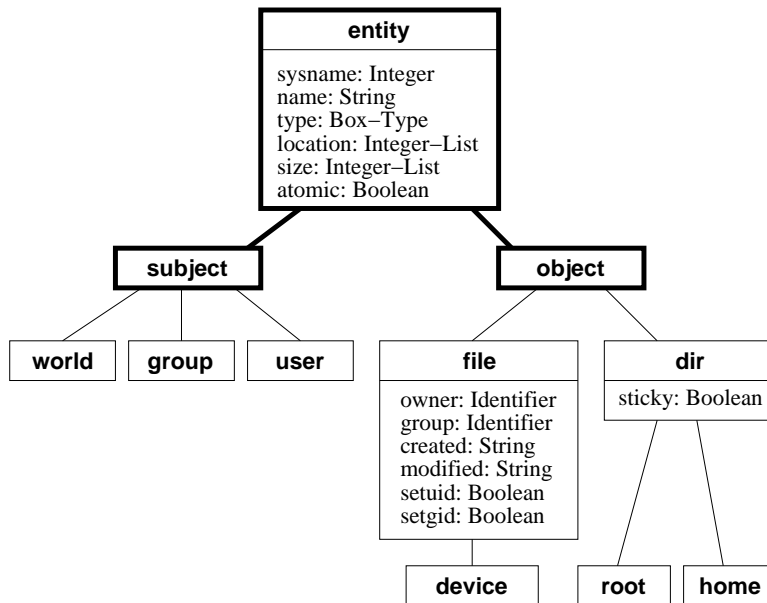 entity
sysname: Integer
name: String
type: Box−Type
location: Integer−List
size: Integer−List
atomic: Boolean
subject
object
world
group
user
file
dir
owner: Identifier
group: Identifier
created: String
modified: String
setuid: Boolean
setgid: Boolean
sticky: Boolean
device
root
home